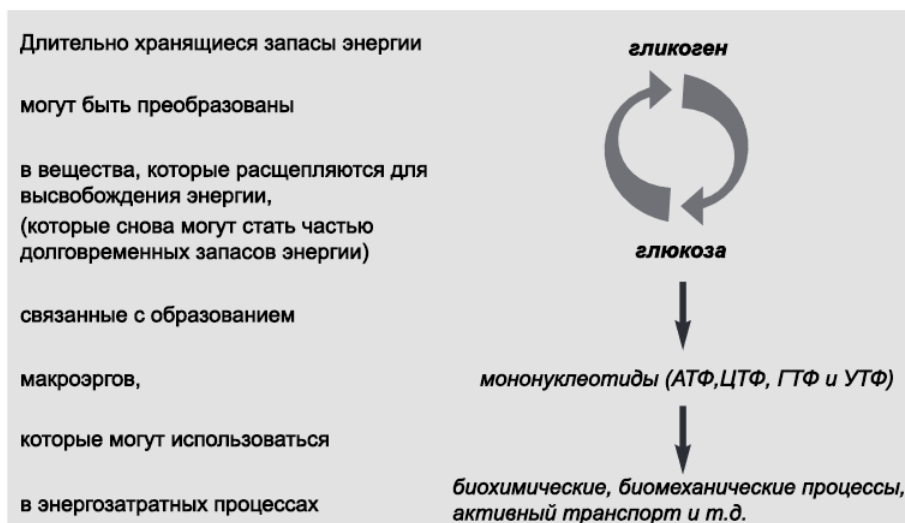 Длительно хранящиеся запасы энергии
гликоген
могут быть преобразованы
в вещества, которые расщепляются для
высвобождения энергии,
(которые снова могут стать частью
долговременных запасов энергии)
глюкоза
связанные с образованием
макроэргов,
мононуклеотиды (АТФ,ЦТФ, ГТФ и УТФ)
которые могут использоваться
в энергозатратных процессах
биохимические, биомеханические процессы,
активный транспорт и т.д.